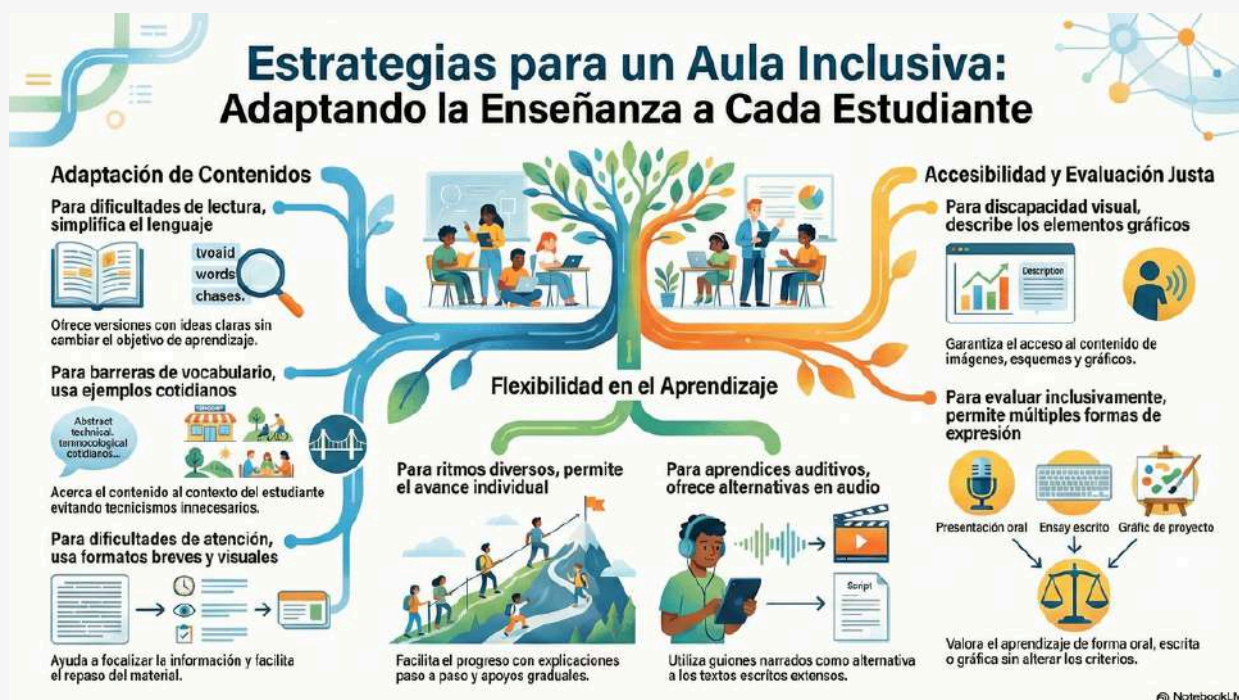 Estrategias para un Aula Inclusiva:
Adaptando la Enseñanza a Cada Estudiante
Adaptación de Contenidos
Para dificultades de lectura,
simplifica el lenguaje
tvoaid
words
chases.
Ofrece versiones con ideas claras sin
cambiar el objetivo de aprendizaje.
Para barreras de vocabulario,
usa ejemplos cotidianos
Abstract
technical.
temnocological
cotidianos...
Acerca el contenido al contexto del estudiante
evitando tecnicismos innecesarios.
Para dificultades de atención,
usa formatos breves y visuales
Ayuda a focalizar la información y facilita
el repaso del material.
Flexibilidad en el Aprendizaje
Para ritmos diversos, permite
el avance individual
Facilita el progreso con explicaciones
paso a paso y apoyos graduales.
Para aprendices auditivos,
ofrece alternativas en audio
Script
Utiliza guiones narrados como alternativa
a los textos escritos extensos.
Accesibilidad y Evaluación Justa
Para discapacidad visual,
describe los elementos gráficos
Description
Garantiza el acceso al contenido de
imágenes, esquemas y gráficos.
Para evaluar inclusivamente,
permite múltiples formas de
expresión
Presentación oral
Ensay escrito
Gráfic de proyecto
Valora el aprendizaje de forma oral, escrita
o gráfica sin alterar los criterios.
NotebookLM